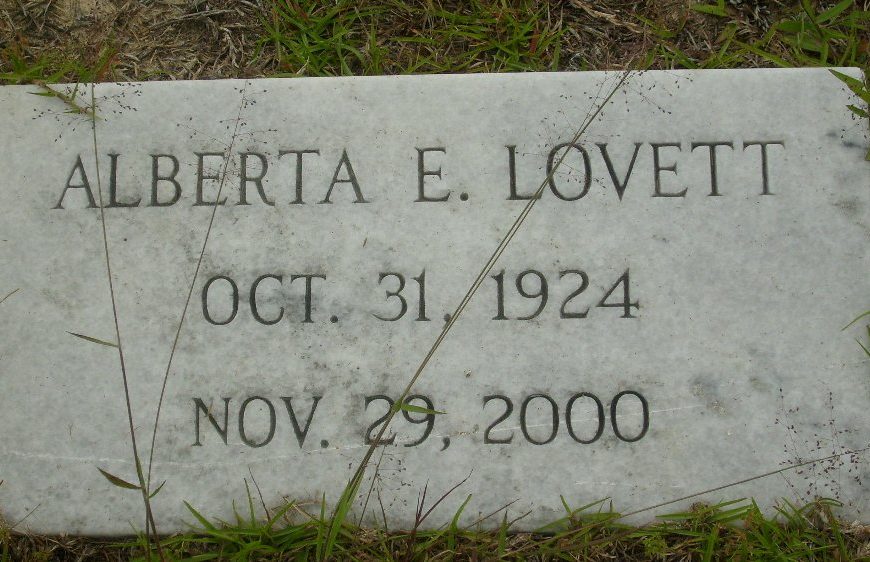 ALBERTA E. LOVETT
OCT. 31, 1924
NOV. 29, 2000